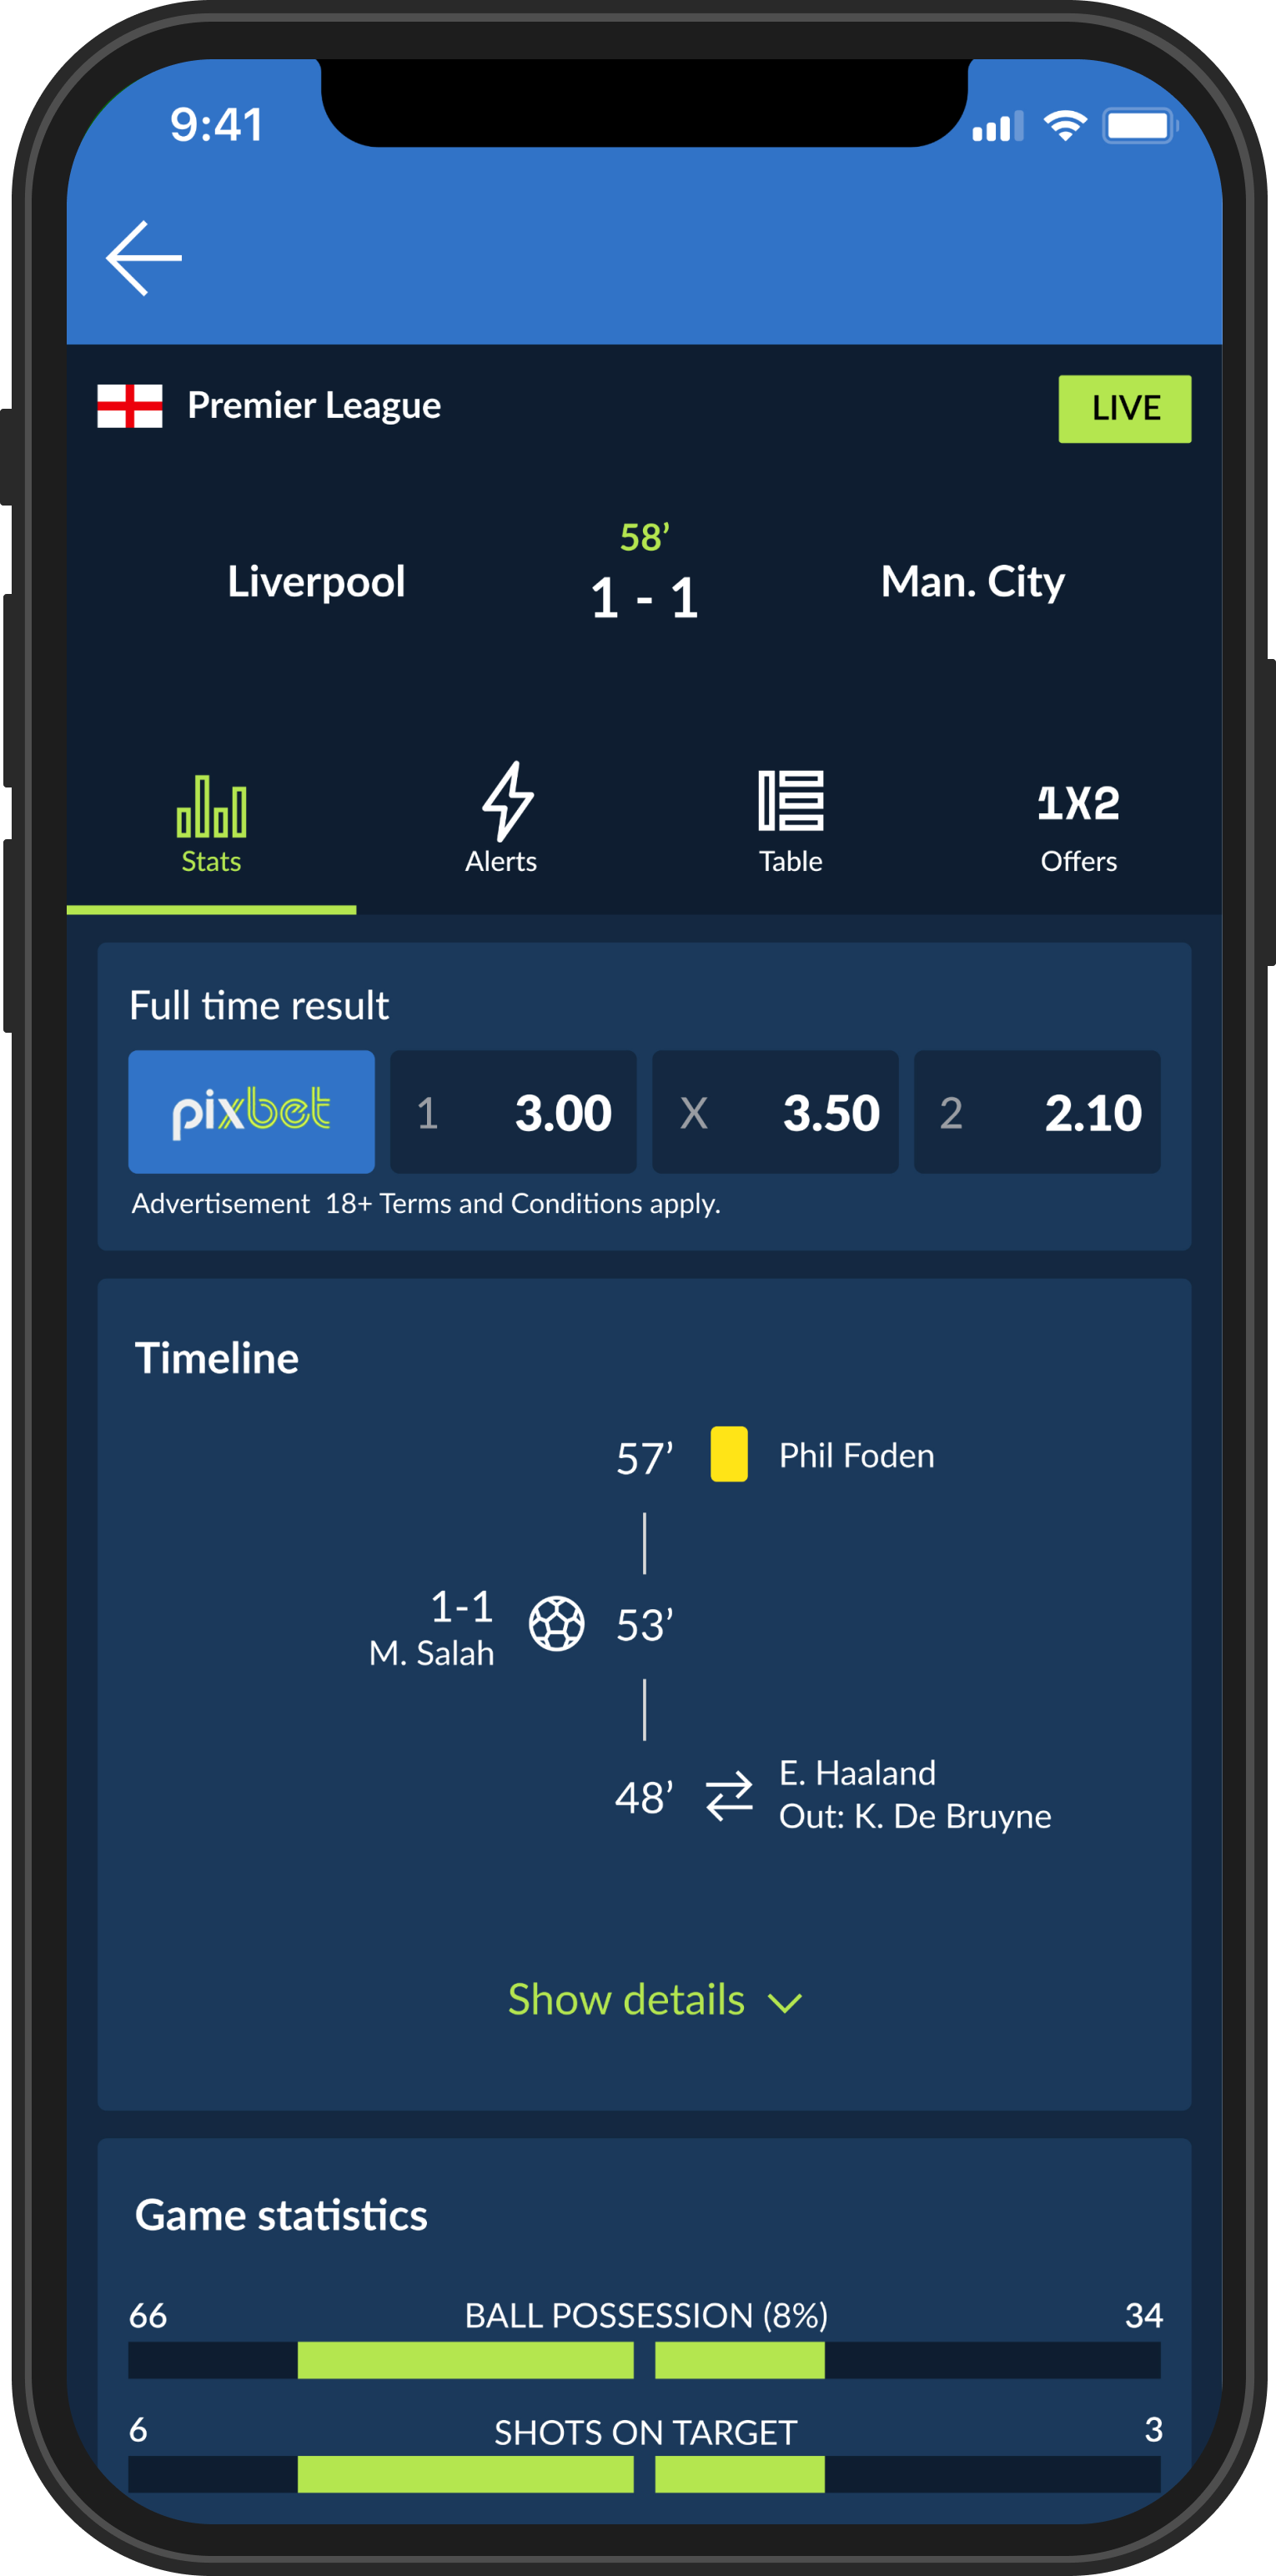 9:41
Premier League
LIVE
58’
Liverpool 1 - 1 Man. City
Stats Alerts Table 1X2 Offers
Full time result
pixbet 1 3.00 X 3.50 2 2.10
Advertisement 18+ Terms and Conditions apply.
Timeline
57’ Phil Foden
1-1
M. Salah
53’
48’
E. Haaland
Out: K. De Bruyne
Show details
Game statistics
66 BALL POSSESSION (8%) 34
6 SHOTS ON TARGET 3